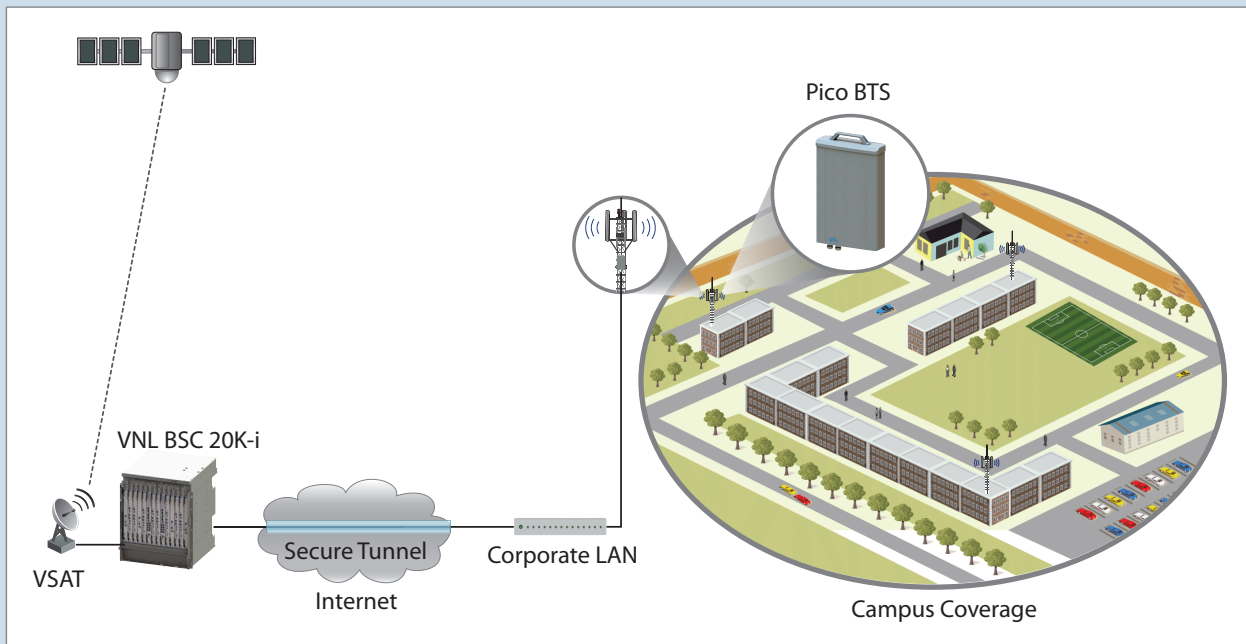 Pico BTS
VNL BSC 20K-i
Secure Tunnel
Corporate LAN
VSAT
Internet
Campus Coverage